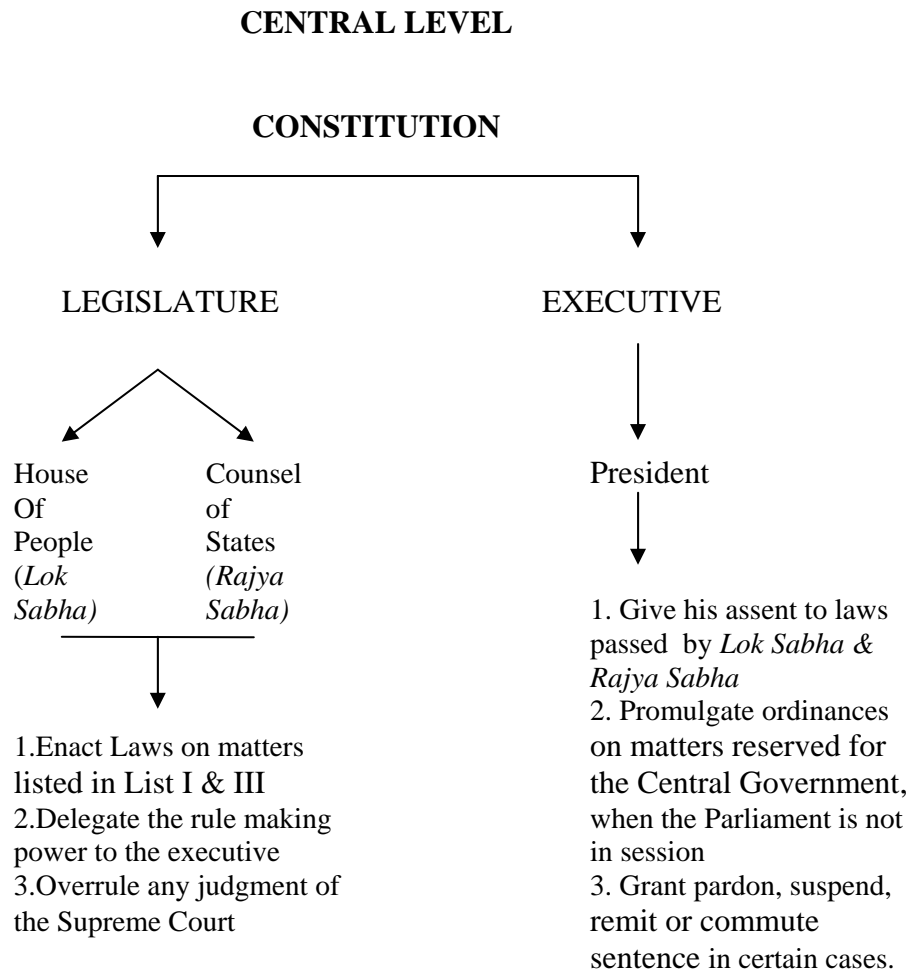 CENTRAL LEVEL
CONSTITUTION
LEGISLATURE
EXECUTIVE
House
Of
People
(Lok
Sabha)
Counsel
of
States
(Rajya
Sabha)
1.Enact Laws on matters
listed in List I & III
2.Delegate the rule making
power to the executive
3.Overrule any judgment of
the Supreme Court
President
1. Give his assent to laws
passed by Lok Sabha &
Rajya Sabha
2. Promulgate ordinances
on matters reserved for
the Central Government,
when the Parliament is not
in session
3. Grant pardon, suspend,
remit or commute
sentence in certain cases.